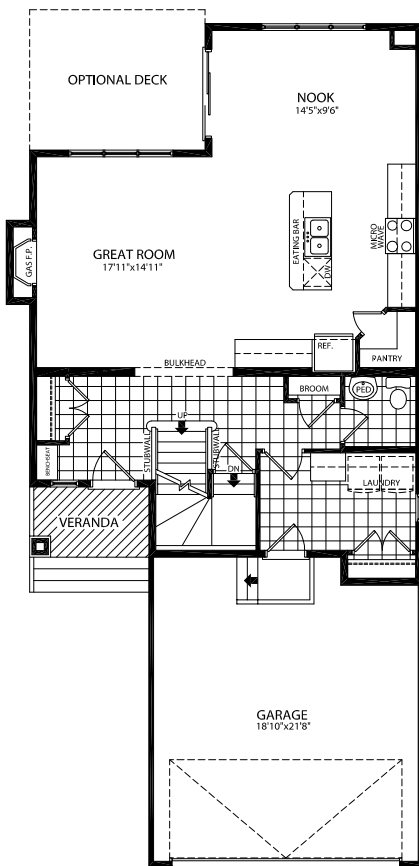 OPTIONAL DECK
NOOK
14'5"x9'6"
EATING BAR
DW
MICRO
WAVE
GAS F.P.
GREAT ROOM
17'11"x14'11"
REF.
PANTRY
BULKHEAD
BROOM
PED
UP
STUBWALL
STUBWALL
DN
BENCH SEAT
LAUNDRY
VERANDA
GARAGE
18'10"x21'8"